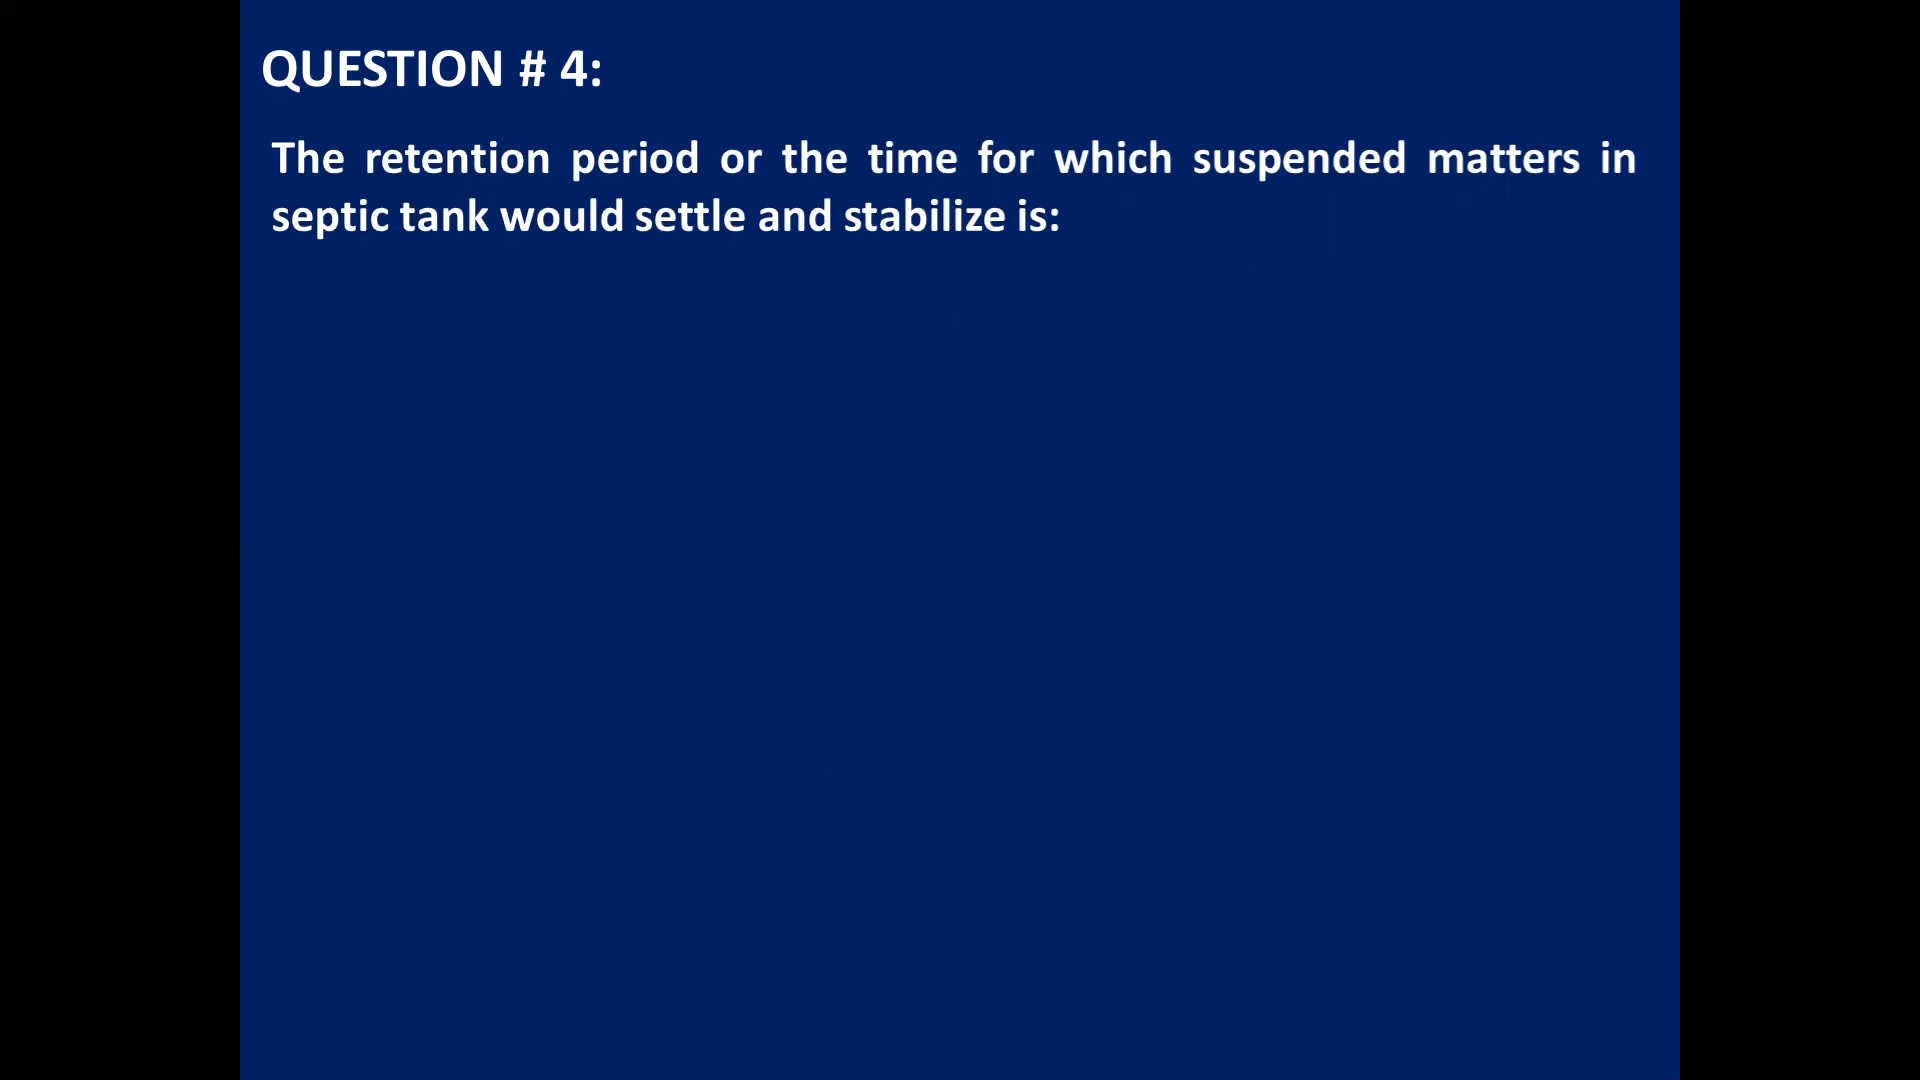 QUESTION # 4:
The retention period or the time for which suspended matters in
septic tank would settle and stabilize is: